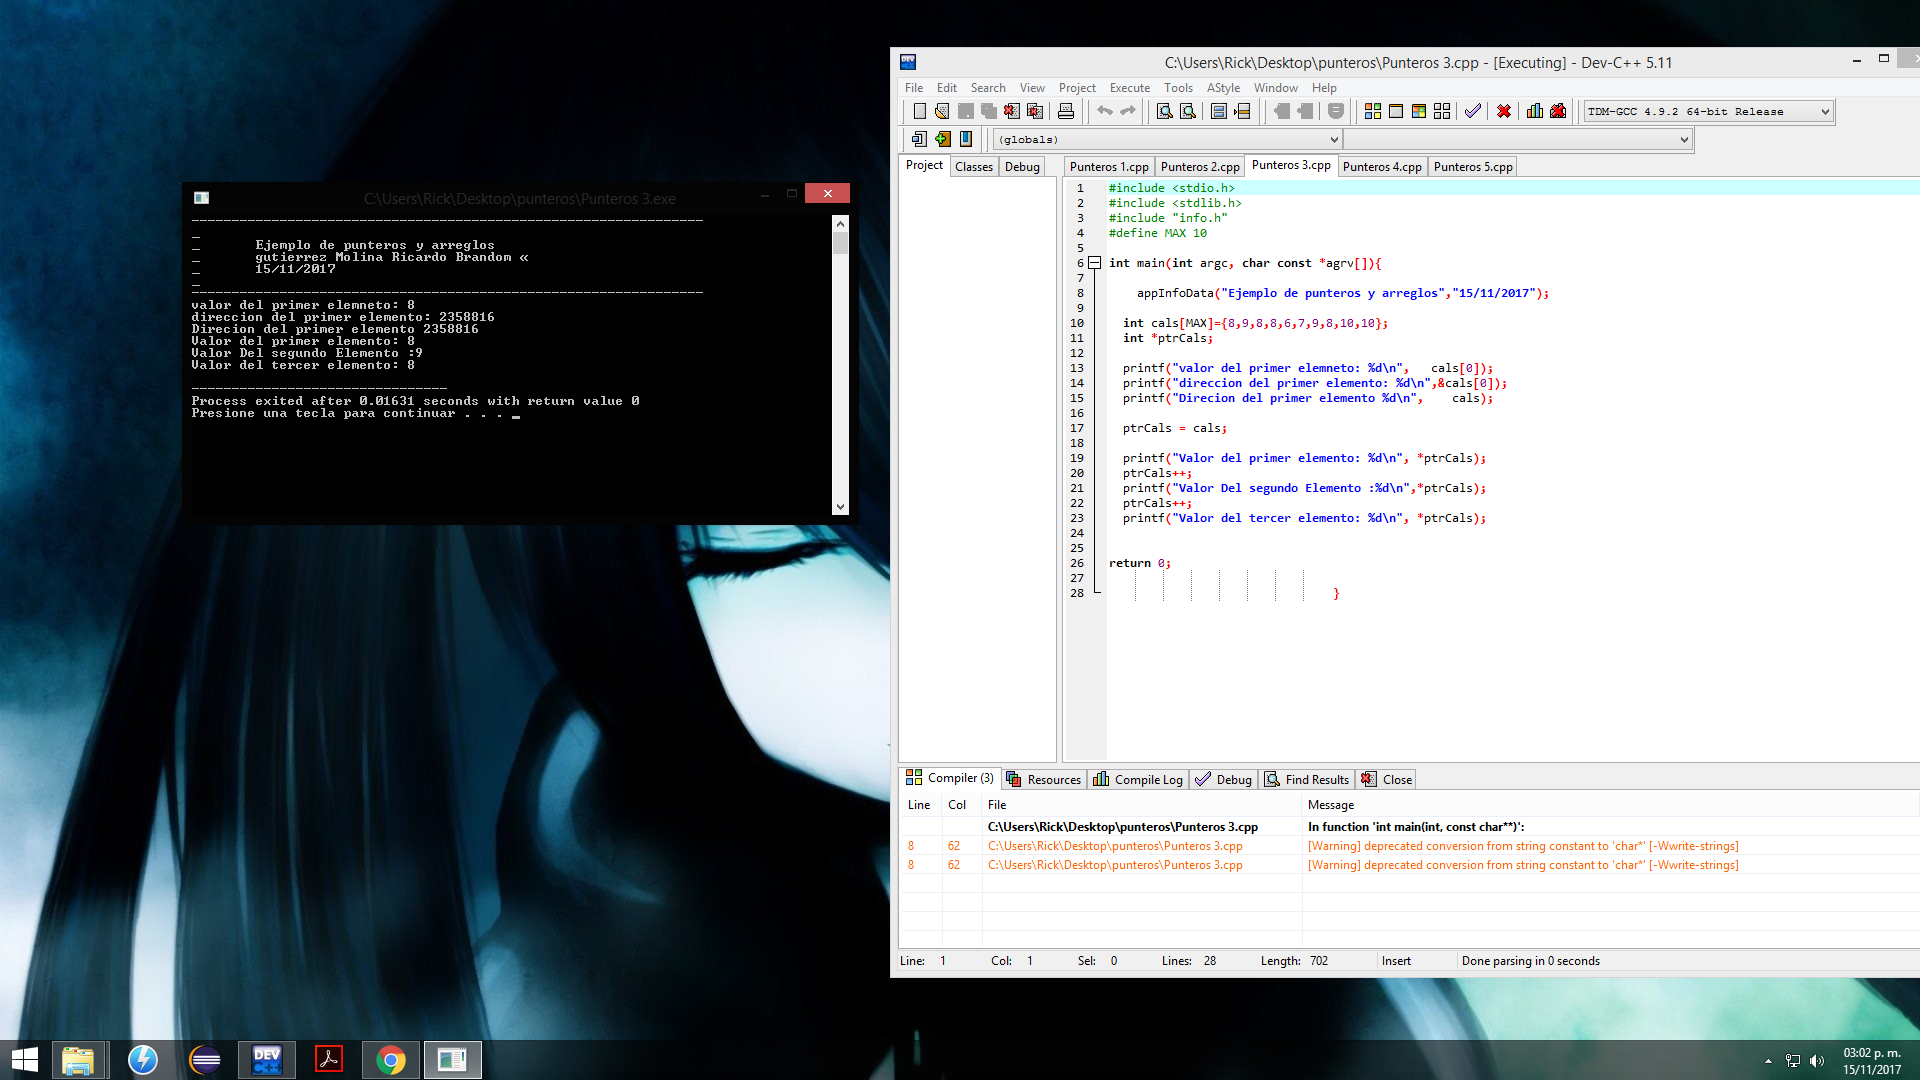 C:\Users\Rick\Desktop\punteros\Punteros 3.exe
Ejemplo de punteros y arreglos
gutierrez Molina Ricardo Brandom «
15/11/2017
valor del primer elemneto: 8
direccion del primer elemento: 2358816
Direcion del primer elemento 2358816
Valor del primer elemento: 8
Valor Del segundo Elemento :9
Valor del tercer elemento: 8
--------------------------------
Process exited after 0.01631 seconds with return value 0
Presione una tecla para continuar . . . _
C:\Users\Rick\Desktop\punteros\Punteros 3.cpp - [Executing] - Dev-C++ 5.11
File Edit Search View Project Execute Tools AStyle Window Help
TDM-GCC 4.9.2 64-bit Release
(globals)
Project Classes Debug
Punteros 1.cpp Punteros 2.cpp Punteros 3.cpp Punteros 4.cpp Punteros 5.cpp
1 #include <stdio.h>
2 #include <stdlib.h>
3 #include "info.h"
4 #define MAX 10
5
6 int main(int argc, char const *agrv[]){
7
8 appInfoData("Ejemplo de punteros y arreglos","15/11/2017");
9
10 int cals[MAX]={8,9,8,8,6,7,9,8,10,10};
11 int *ptrCals;
12
13 printf("valor del primer elemneto: %d\n", cals[0]);
14 printf("direccion del primer elemento: %d\n",&cals[0]);
15 printf("Direcion del primer elemento %d\n", cals);
16
17 ptrCals = cals;
18
19 printf("Valor del primer elemento: %d\n", *ptrCals);
20 ptrCals++;
21 printf("Valor Del segundo Elemento :%d\n",*ptrCals);
22 ptrCals++;
23 printf("Valor del tercer elemento: %d\n", *ptrCals);
24
25
26 return 0;
27
28 }
Compiler (3) Resources Compile Log Debug Find Results Close
Line Col File Message
C:\Users\Rick\Desktop\punteros\Punteros 3.cpp In function 'int main(int, const char**)':
8 62 C:\Users\Rick\Desktop\punteros\Punteros 3.cpp [Warning] deprecated conversion from string constant to 'char*' [-Wwrite-strings]
8 62 C:\Users\Rick\Desktop\punteros\Punteros 3.cpp [Warning] deprecated conversion from string constant to 'char*' [-Wwrite-strings]
Line: 1 Col: 1 Sel: 0 Lines: 28 Length: 702 Insert Done parsing in 0 seconds
DEV C++
03:02 p. m.
15/11/2017